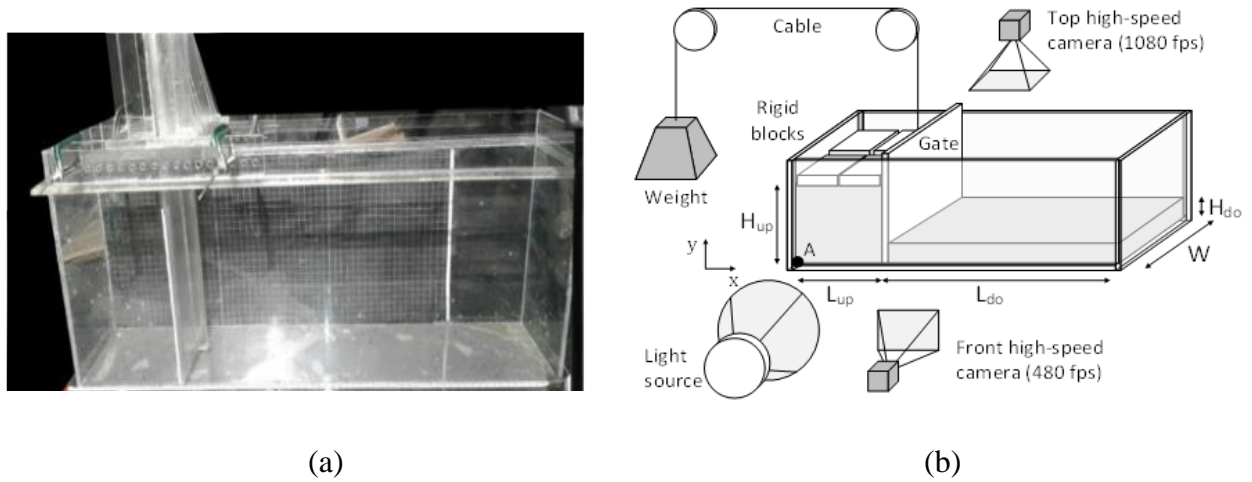 Cable
Top high-speed
camera (1080 fps)
Rigid
blocks
Gate
Weight
Hup
Hdo
y
A
W
x
Lup
Ldo
Light
source
Front high-speed
camera (480 fps)
(a)
(b)